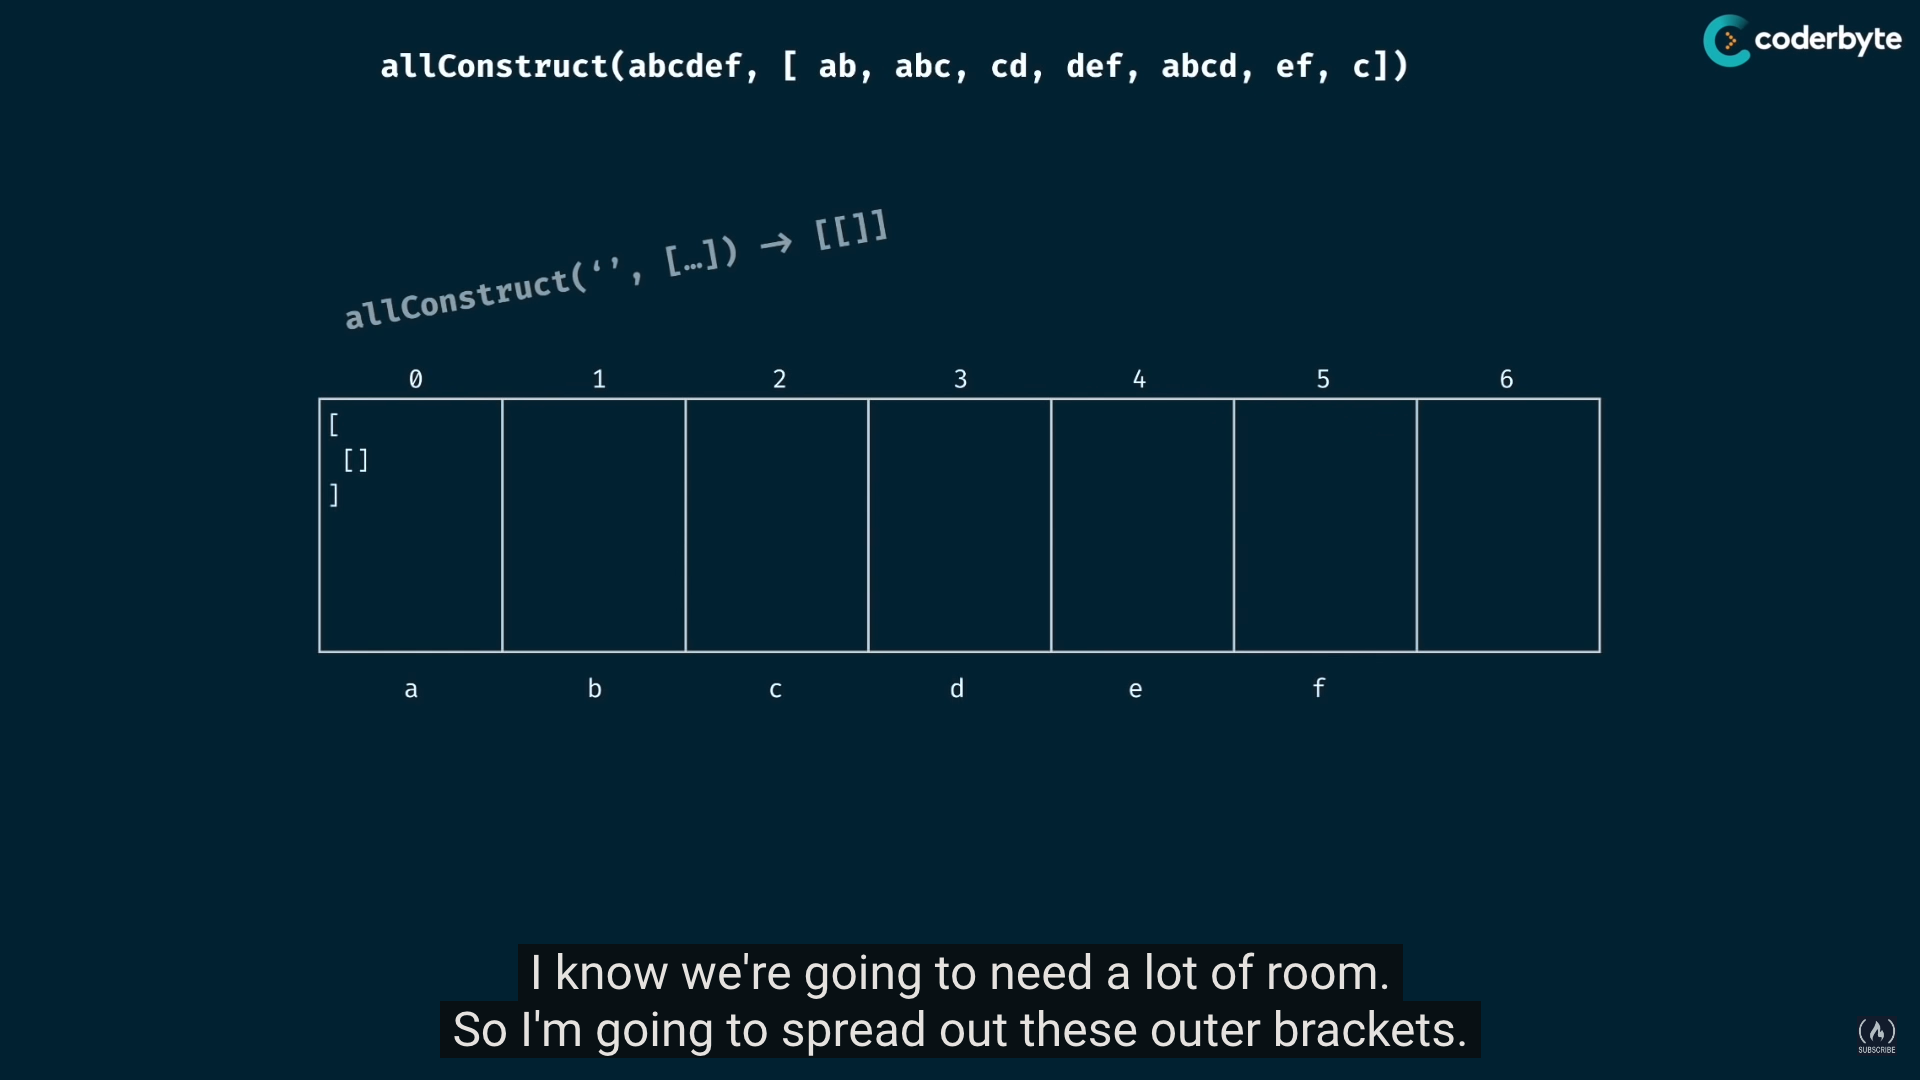 allConstruct(abcdef, [ ab, abc, cd, def, abcd, ef, c])
coderbyte
allConstruct(‘’, […]) → [[]]
0 1 2 3 4 5 6
[
[]
]
a b c d e f
I know we're going to need a lot of room.
So I'm going to spread out these outer brackets.
SUBSCRIBE